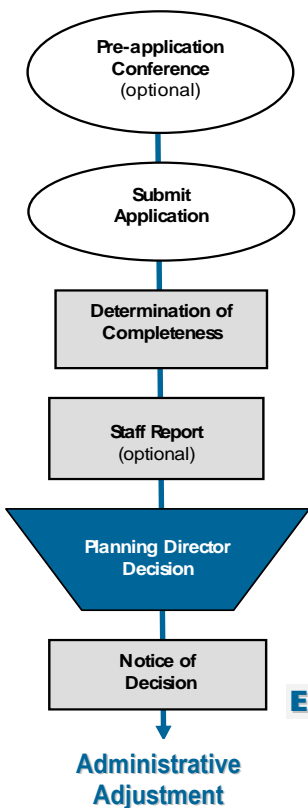 Pre-application
Conference
(optional)
Submit
Application
Determination of
Completeness
Staff Report
(optional)
Planning Director
Decision
Notice of
Decision
E
Administrative
Adjustment